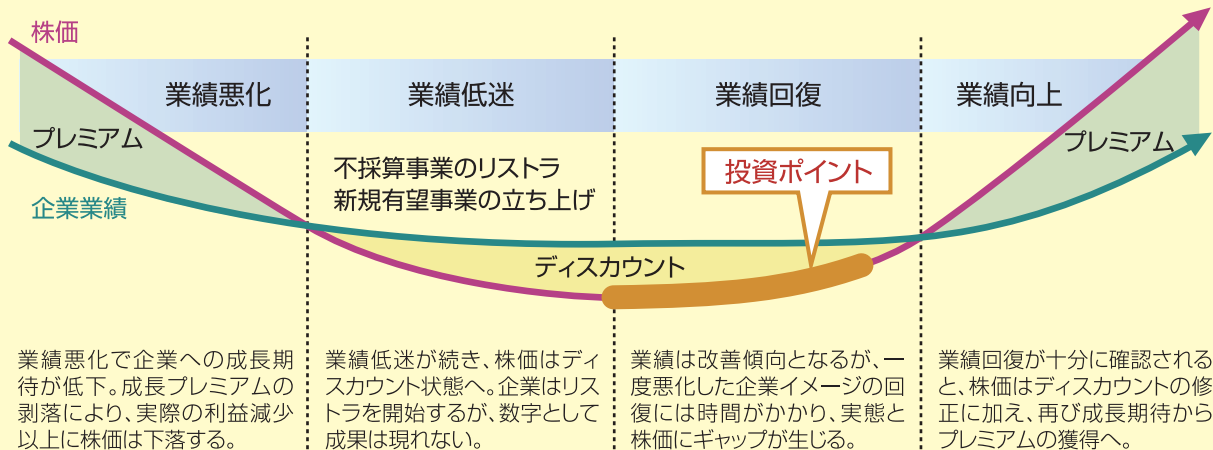 株価
業績悪化
業績低迷
業績回復
業績向上
プレミアム
プレミアム
不採算事業のリストラ
新規有望事業の立ち上げ
投資ポイント
企業業績
ディスカウント
業績悪化で企業への成長期
待が低下。成長プレミアムの
剥落により、実際の利益減少
以上に株価は下落する。
業績低迷が続き、株価はディ
スカウント状態へ。企業はリス
トラを開始するが、数字として
成果は現れない。
業績は改善傾向となるが、一
度悪化した企業イメージの回
復には時間がかかり、実態と
株価にギャップが生じる。
業績回復が十分に確認される
と、株価はディスカウントの修
正に加え、再び成長期待から
プレミアムの獲得へ。